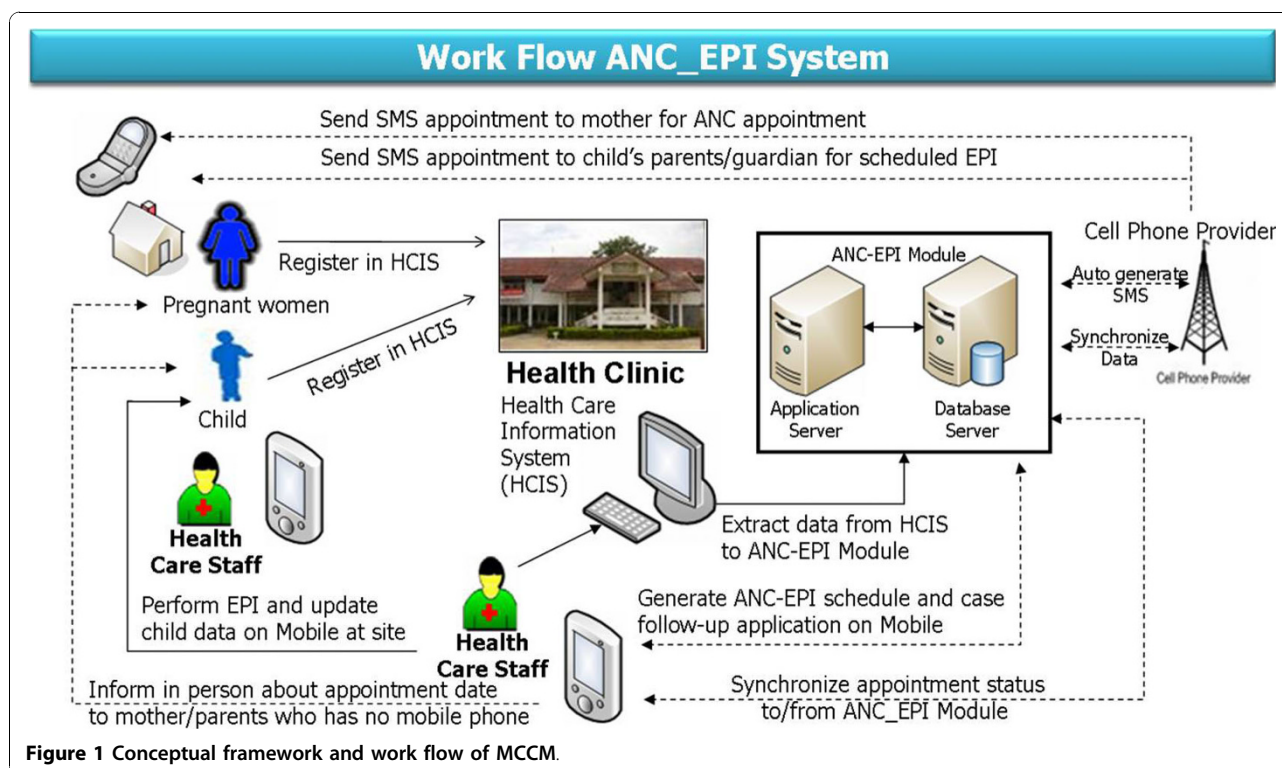 Work Flow ANC_EPI System
Send SMS appointment to mother for ANC appointment
Send SMS appointment to child's parents/guardian for scheduled EPI
Pregnant women
Register in HCIS
Child
Register in HCIS
Health Clinic
Health Care
Information
System
(HCIS)
ANC-EPI Module
Application
Server
Database
Server
Cell Phone Provider
Auto generate
SMS
Synchronize
Data
Cell Phone Provider
Health
Care Staff
Perform EPI and update
child data on Mobile at site
Health
Care Staff
Extract data from HCIS
to ANC-EPI Module
Generate ANC-EPI schedule and case
follow-up application on Mobile
Inform in person about appointment date
to mother/parents who has no mobile phone
Synchronize appointment status
to/from ANC_EPI Module
Figure 1 Conceptual framework and work flow of MCCM.